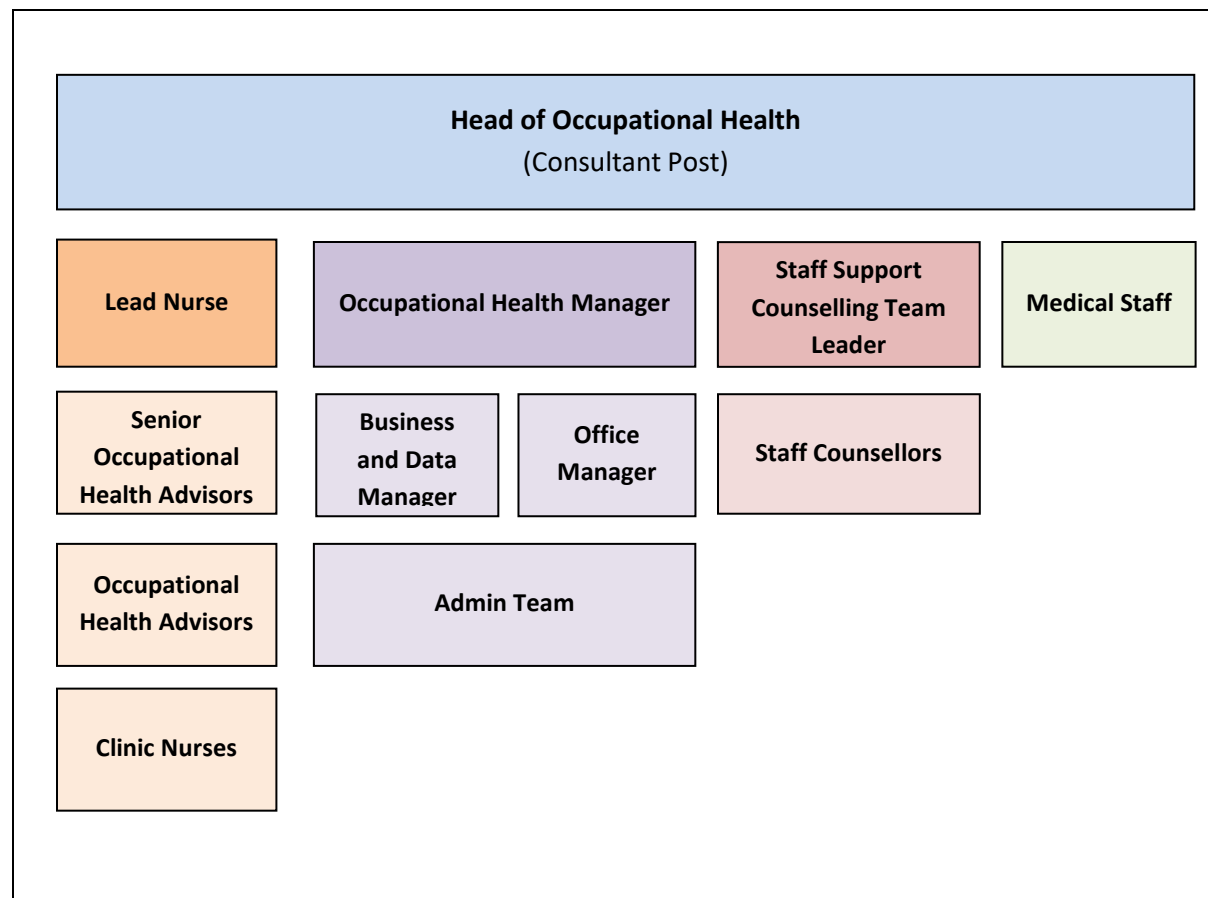 Head of Occupational Health
(Consultant Post)
Lead Nurse
Occupational Health Manager
Staff Support
Counselling Team
Leader
Medical Staff
Senior
Occupational
Health Advisors
Business
and Data
Manager
Office
Manager
Staff Counsellors
Occupational
Health Advisors
Admin Team
Clinic Nurses